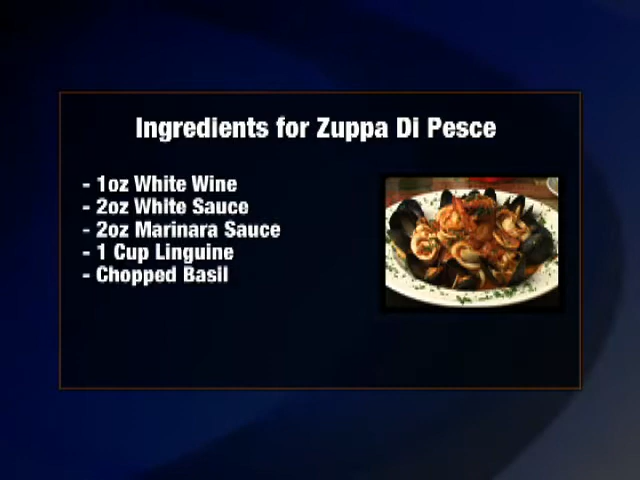 Ingredients for Zuppa Di Pesce
- 1oz White Wine
- 2oz White Sauce
- 2oz Marinara Sauce
- 1 Cup Linguine
- Chopped Basil